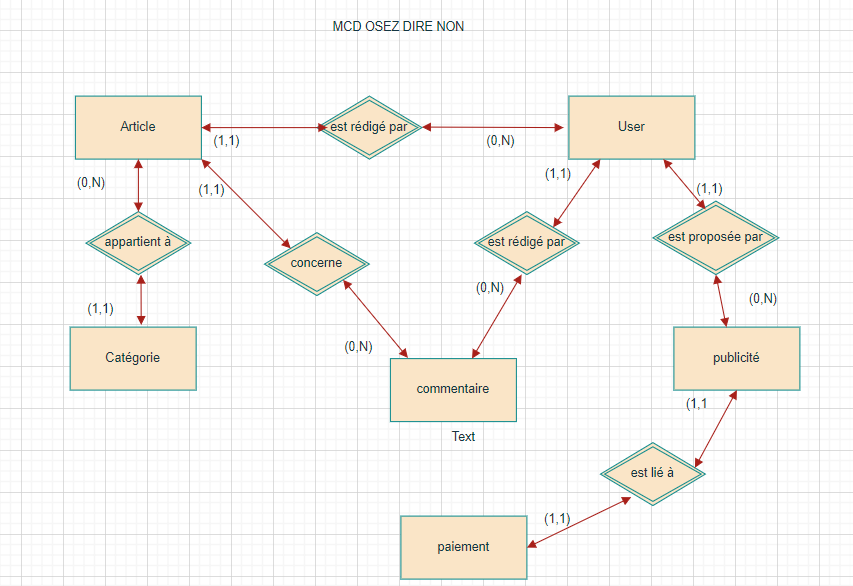 MCD OSEZ DIRE NON
Article
est rédigé par
User
(1,1)
(0,N)
(0,N)
(1,1)
(1,1)
(1,1)
appartient à
concerne
est rédigé par
est proposée par
(1,1)
(0,N)
(0,N)
(0,N)
Catégorie
commentaire
publicité
Text
(1,1
est lié à
(1,1)
paiement